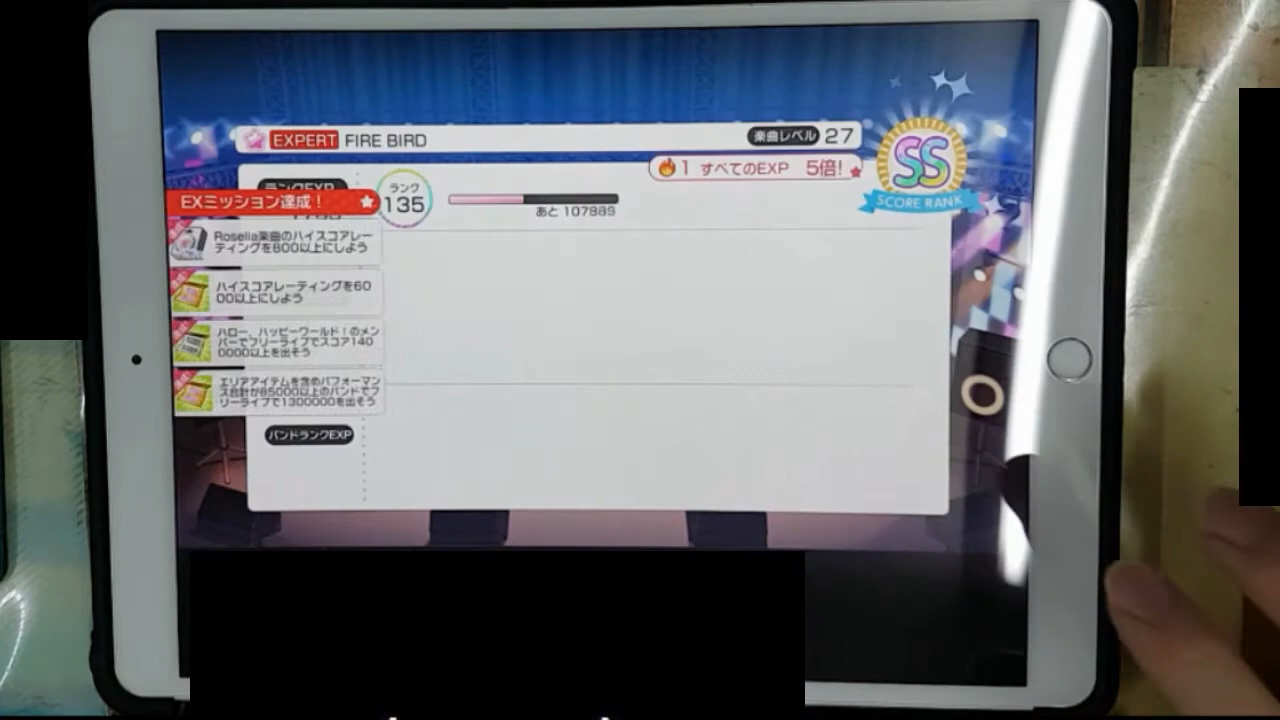 EXPERT FIRE BIRD
楽曲レベル 27
1 すべてのEXP 5倍!
SS
SCORE RANK
ランクEXP
ランク
135
あと 107989
EXミッション達成!
Roselia楽曲のハイスコアレー
ティングを800以上にしよう
ハイスコアレーティングを60
00以上にしよう
ハロー、ハッピーワールド!のメン
バーでフリーライブでスコア140
0000以上を出そう
エリアアイテムを含めパフォーマン
ス合計が85000以上のバンドでフ
リーライブで1300000を出そう
バンドランクEXP